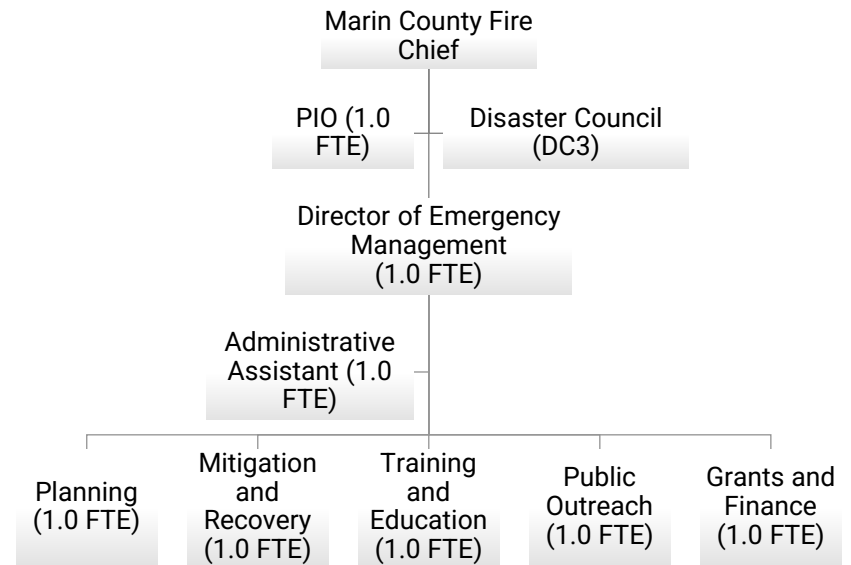 Marin County Fire
Chief
PIO (1.0
FTE)
Disaster Council
(DC3)
Director of Emergency
Management
(1.0 FTE)
Administrative
Assistant (1.0
FTE)
Planning
(1.0 FTE)
Mitigation
and
Recovery
(1.0 FTE)
Training
and
Education
(1.0 FTE)
Public
Outreach
(1.0 FTE)
Grants and
Finance
(1.0 FTE)